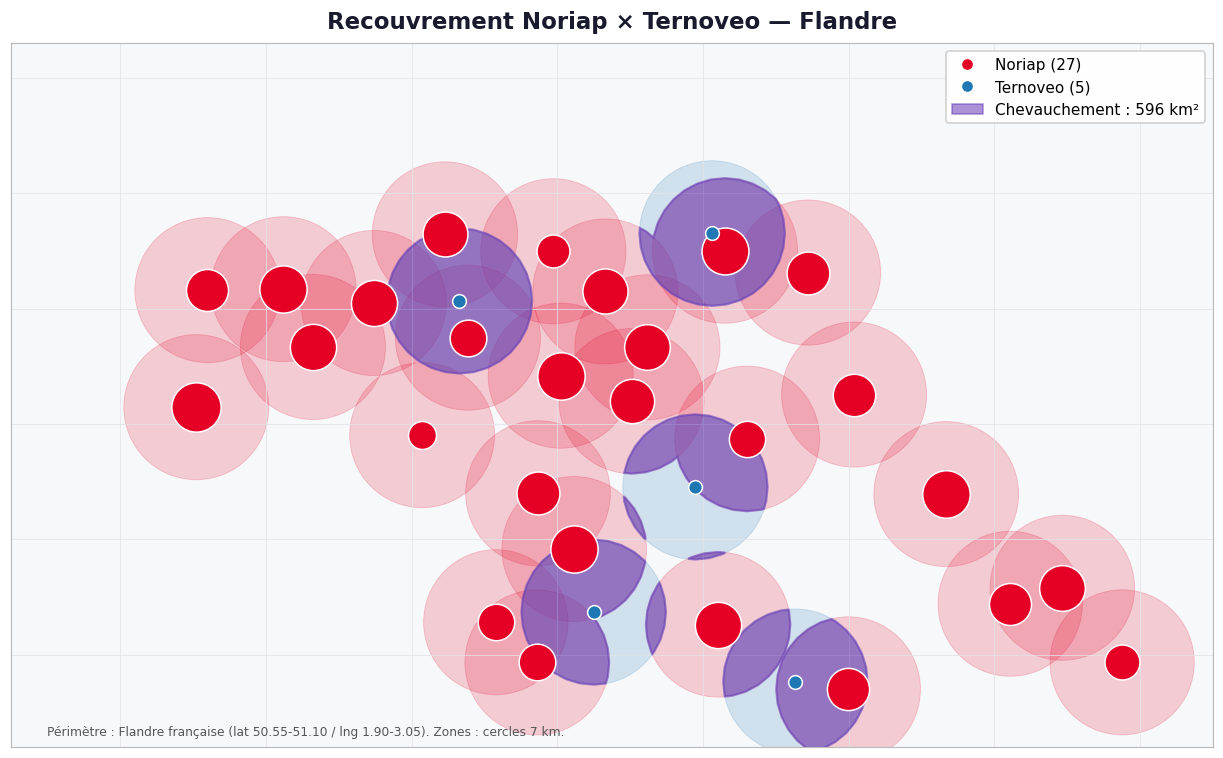 Recouvrement Noriap × Ternoveo — Flandre
Noriap (27)
Ternoveo (5)
Chevauchement : 596 km²
Périmètre : Flandre française (lat 50.55-51.10 / lng 1.90-3.05). Zones : cercles 7 km.